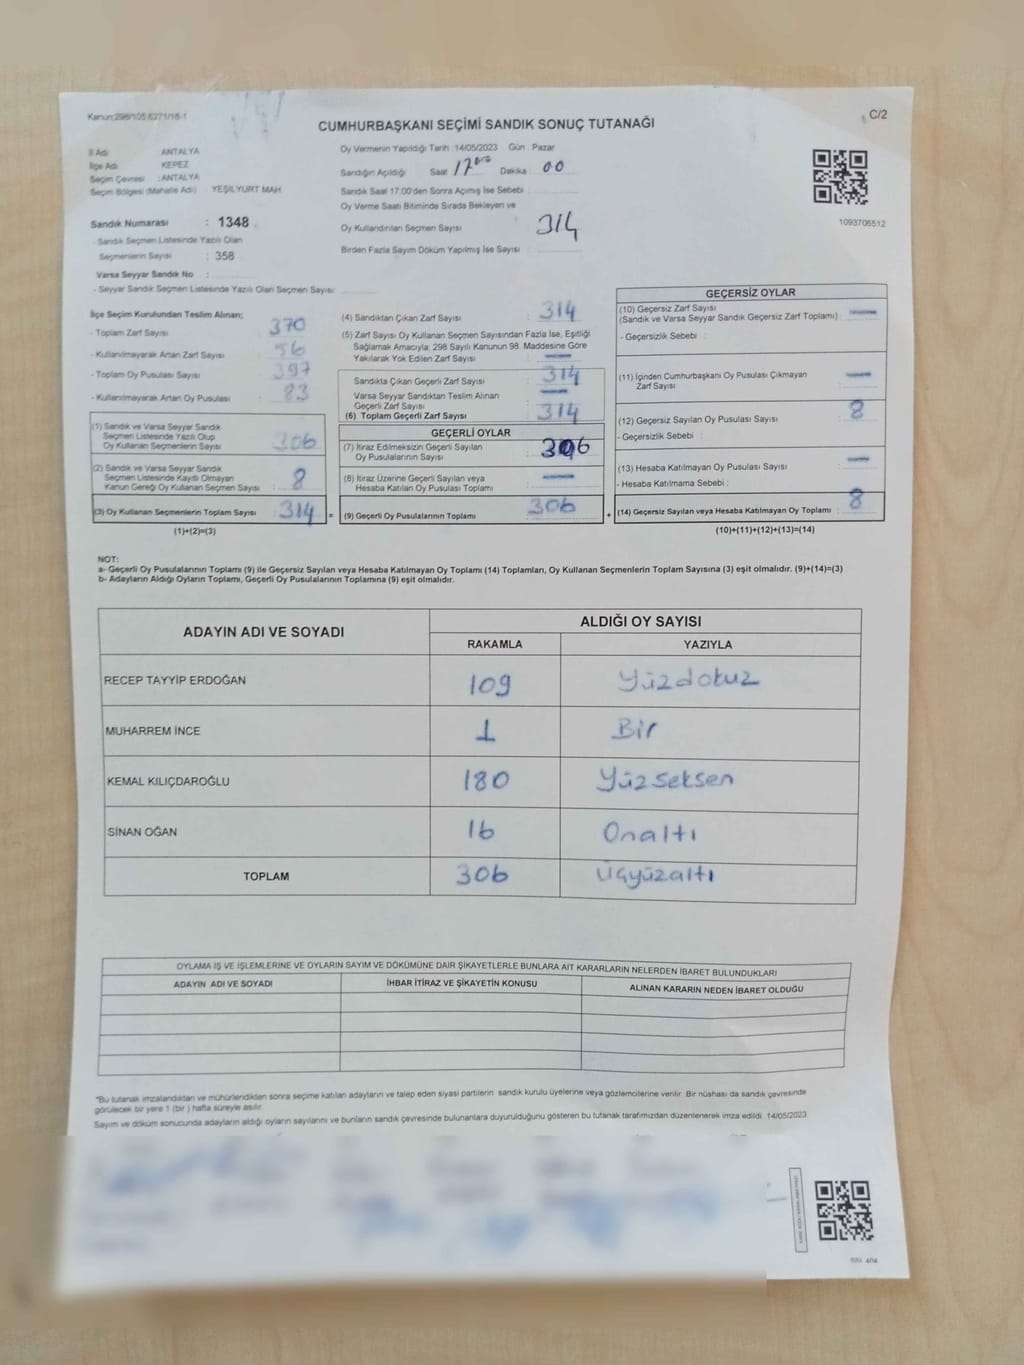 Kanun:298/105,6271/16-1
C/2
CUMHURBAŞKANI SEÇİMİ SANDIK SONUÇ TUTANAĞI
İl Adı ANTALYA
İlçe Adı KEPEZ
Seçim Çevresi : ANTALYA
Seçim Bölgesi (Mahalle Adı) : YEŞİLYURT MAH.
Sandık Numarası : 1348
- Sandık Seçmen Listesinde Yazılı Olan
Seçmenlerin Sayısı : 358
Varsa Seyyar Sandık No :
- Seyyar Sandık Seçmen Listesinde Yazılı Olan Seçmen Sayısı :
Oy Vermenin Yapıldığı Tarih : 14/05/2023 Gün : Pazar
Sandığın Açıldığı Saat 17:00 Dakika 00
Sandık Saat 17:00'den Sonra Açılmış İse Sebebi :
Oy Verme Saati Bitiminde Sırada Bekleyen ve
Oy Kullandırılan Seçmen Sayısı : 314
Birden Fazla Sayım Döküm Yapılmış İse Sayısı :
1093706512
İlçe Seçim Kurulundan Teslim Alınan;
- Toplam Zarf Sayısı : 370
- Kullanılmayarak Artan Zarf Sayısı : 56
- Toplam Oy Pusulası Sayısı : 397
- Kullanılmayarak Artan Oy Pusulası : 83
(1) Sandık ve Varsa Seyyar Sandık
Seçmen Listesinde Yazılı Olup
Oy Kullanan Seçmenlerin Sayısı : 306
(2) Sandık ve Varsa Seyyar Sandık
Seçmen Listesinde Kaydı Olmayan
Kanun Gereği Oy Kullanan Seçmen Sayısı : 8
(3) Oy Kullanan Seçmenlerin Toplam Sayısı : 314 =
(1)+(2)=(3)
(4) Sandıktan Çıkan Zarf Sayısı : 314
(5) Zarf Sayısı Oy Kullanan Seçmen Sayısından Fazla İse, Eşitliği
Sağlamak Amacıyla, 298 Sayılı Kanunun 98. Maddesine Göre
Yakılarak Yok Edilen Zarf Sayısı : —
Sandıkta Çıkan Geçerli Zarf Sayısı : 314
Varsa Seyyar Sandıktan Teslim Alınan
Geçerli Zarf Sayısı : —
(6) Toplam Geçerli Zarf Sayısı : 314
GEÇERLİ OYLAR
(7) İtiraz Edilmeksizin Geçerli Sayılan
Oy Pusulalarının Sayısı : 306
(8) İtiraz Üzerine Geçerli Sayılan veya
Hesaba Katılan Oy Pusulası Toplamı : —
(9) Geçerli Oy Pusulalarının Toplamı : 306 +
GEÇERSİZ OYLAR
(10) Geçersiz Zarf Sayısı
(Sandık ve Varsa Seyyar Sandık Geçersiz Zarf Toplamı) : —
- Geçersizlik Sebebi :
(11) İçinden Cumhurbaşkanı Oy Pusulası Çıkmayan
Zarf Sayısı : —
(12) Geçersiz Sayılan Oy Pusulası Sayısı : 8
- Geçersizlik Sebebi :
(13) Hesaba Katılmayan Oy Pusulası Sayısı : —
- Hesaba Katılmama Sebebi :
(14) Geçersiz Sayılan veya Hesaba Katılmayan Oy Toplamı : 8
(10)+(11)+(12)+(13)=(14)
NOT:
a- Geçerli Oy Pusulalarının Toplamı (9) ile Geçersiz Sayılan veya Hesaba Katılmayan Oy Toplamı (14) Toplamları, Oy Kullanan Seçmenlerin Toplam Sayısına (3) eşit olmalıdır. (9)+(14)=(3)
b- Adayların Aldığı Oyların Toplamı, Geçerli Oy Pusulalarının Toplamına (9) eşit olmalıdır.
ADAYIN ADI VE SOYADI ALDIĞI OY SAYISI
RAKAMLA YAZIYLA
RECEP TAYYİP ERDOĞAN 109 Yüzdokuz
MUHARREM İNCE 1 Bir
KEMAL KILIÇDAROĞLU 180 Yüzseksen
SİNAN OĞAN 16 Onaltı
TOPLAM 306 Üçyüzaltı
OYLAMA İŞ VE İŞLEMLERİNE VE OYLARIN SAYIM VE DÖKÜMÜNE DAİR ŞİKAYETLERLE BUNLARA AİT KARARLARIN NELERDEN İBARET BULUNDUKLARI
ADAYIN ADI VE SOYADI İHBAR İTİRAZ VE ŞİKAYETİN KONUSU ALINAN KARARIN NEDEN İBARET OLDUĞU
"Bu tutanak imzalandıktan ve mühürlendikten sonra seçime katılan adayların ve talep eden siyasi partilerin sandık kurulu üyelerine veya gözlemcilerine verilir. Bir nüshası da sandık çevresinde
görülecek bir yere 1 (bir ) hafta süreyle asılır.
Sayım ve döküm sonucunda adayların aldığı oyların sayılarını ve bunların sandık çevresinde bulunanlara duyurulduğunu gösteren bu tutanak tarafımızdan düzenlenerek imza edildi. 14/05/2023